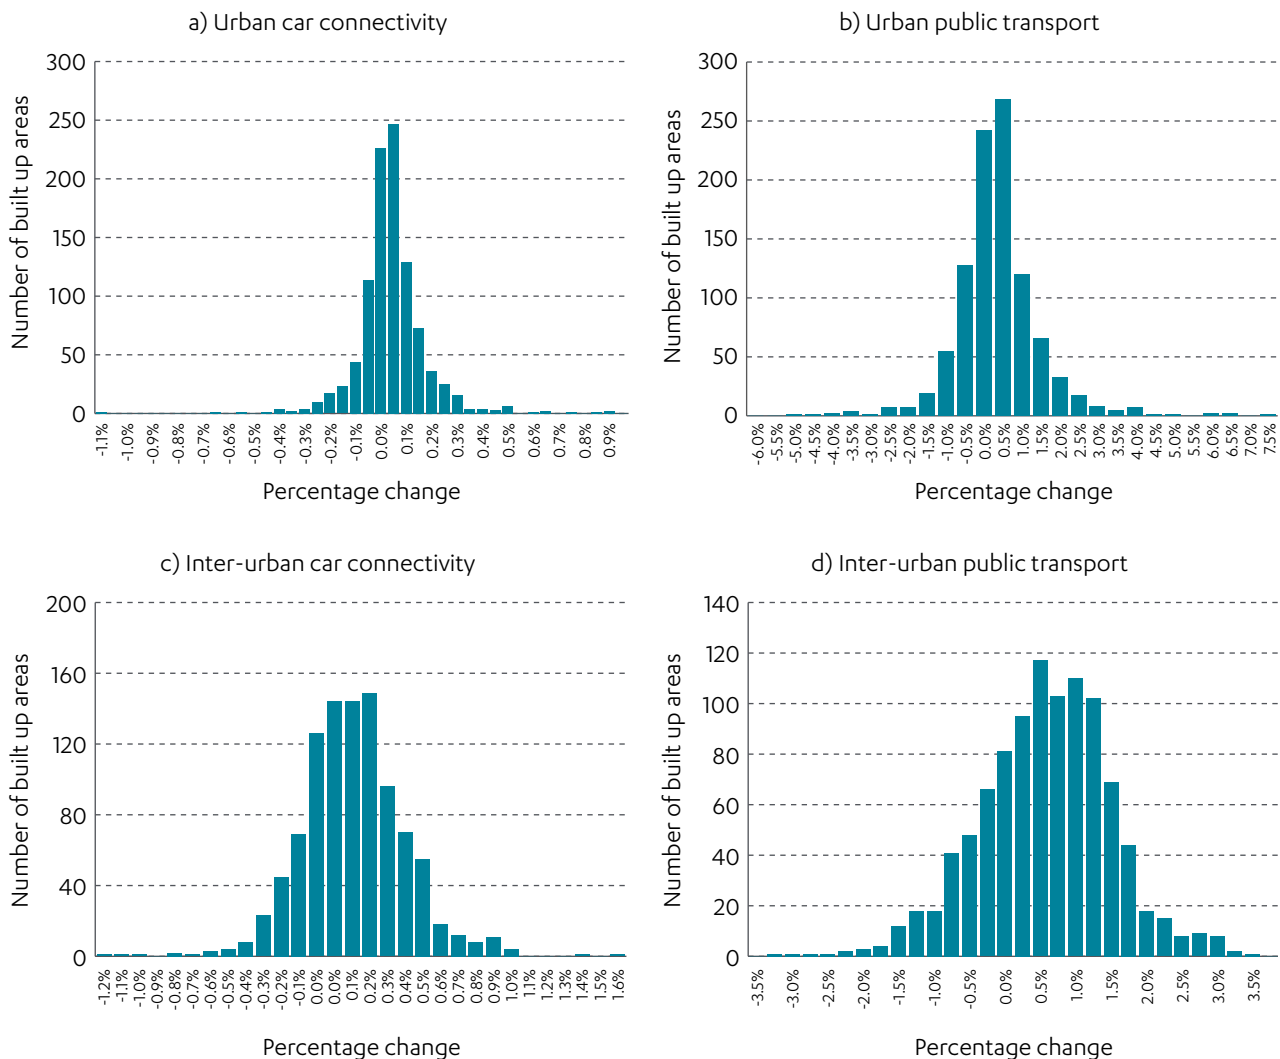 a) Urban car connectivity
300
250
200
150
100
50
0
Number of built up areas
-1.1% -1.0% -0.9% -0.8% -0.7% -0.6% -0.5% -0.4% -0.3% -0.2% -0.1% 0.0% 0.1% 0.2% 0.3% 0.4% 0.5% 0.6% 0.7% 0.8% 0.9%
Percentage change
b) Urban public transport
300
250
200
150
100
50
0
Number of built up areas
-6.0% -5.5% -5.0% -4.5% -4.0% -3.5% -3.0% -2.5% -2.0% -1.5% -1.0% -0.5% 0.0% 0.5% 1.0% 1.5% 2.0% 2.5% 3.0% 3.5% 4.0% 4.5% 5.0% 5.5% 6.0% 6.5% 7.0% 7.5%
Percentage change
c) Inter-urban car connectivity
200
160
120
80
40
0
Number of built up areas
-1.2% -1.1% -1.0% -0.9% -0.8% -0.7% -0.6% -0.5% -0.4% -0.3% -0.2% -0.1% 0.0% 0.0% 0.1% 0.2% 0.3% 0.4% 0.5% 0.6% 0.7% 0.8% 0.9% 1.0% 1.1% 1.2% 1.3% 1.4% 1.5% 1.6%
Percentage change
d) Inter-urban public transport
140
120
100
80
60
40
20
0
Number of built up areas
-3.5% -3.0% -2.5% -2.0% -1.5% -1.0% -0.5% 0.0% 0.5% 1.0% 1.5% 2.0% 2.5% 3.0% 3.5%
Percentage change